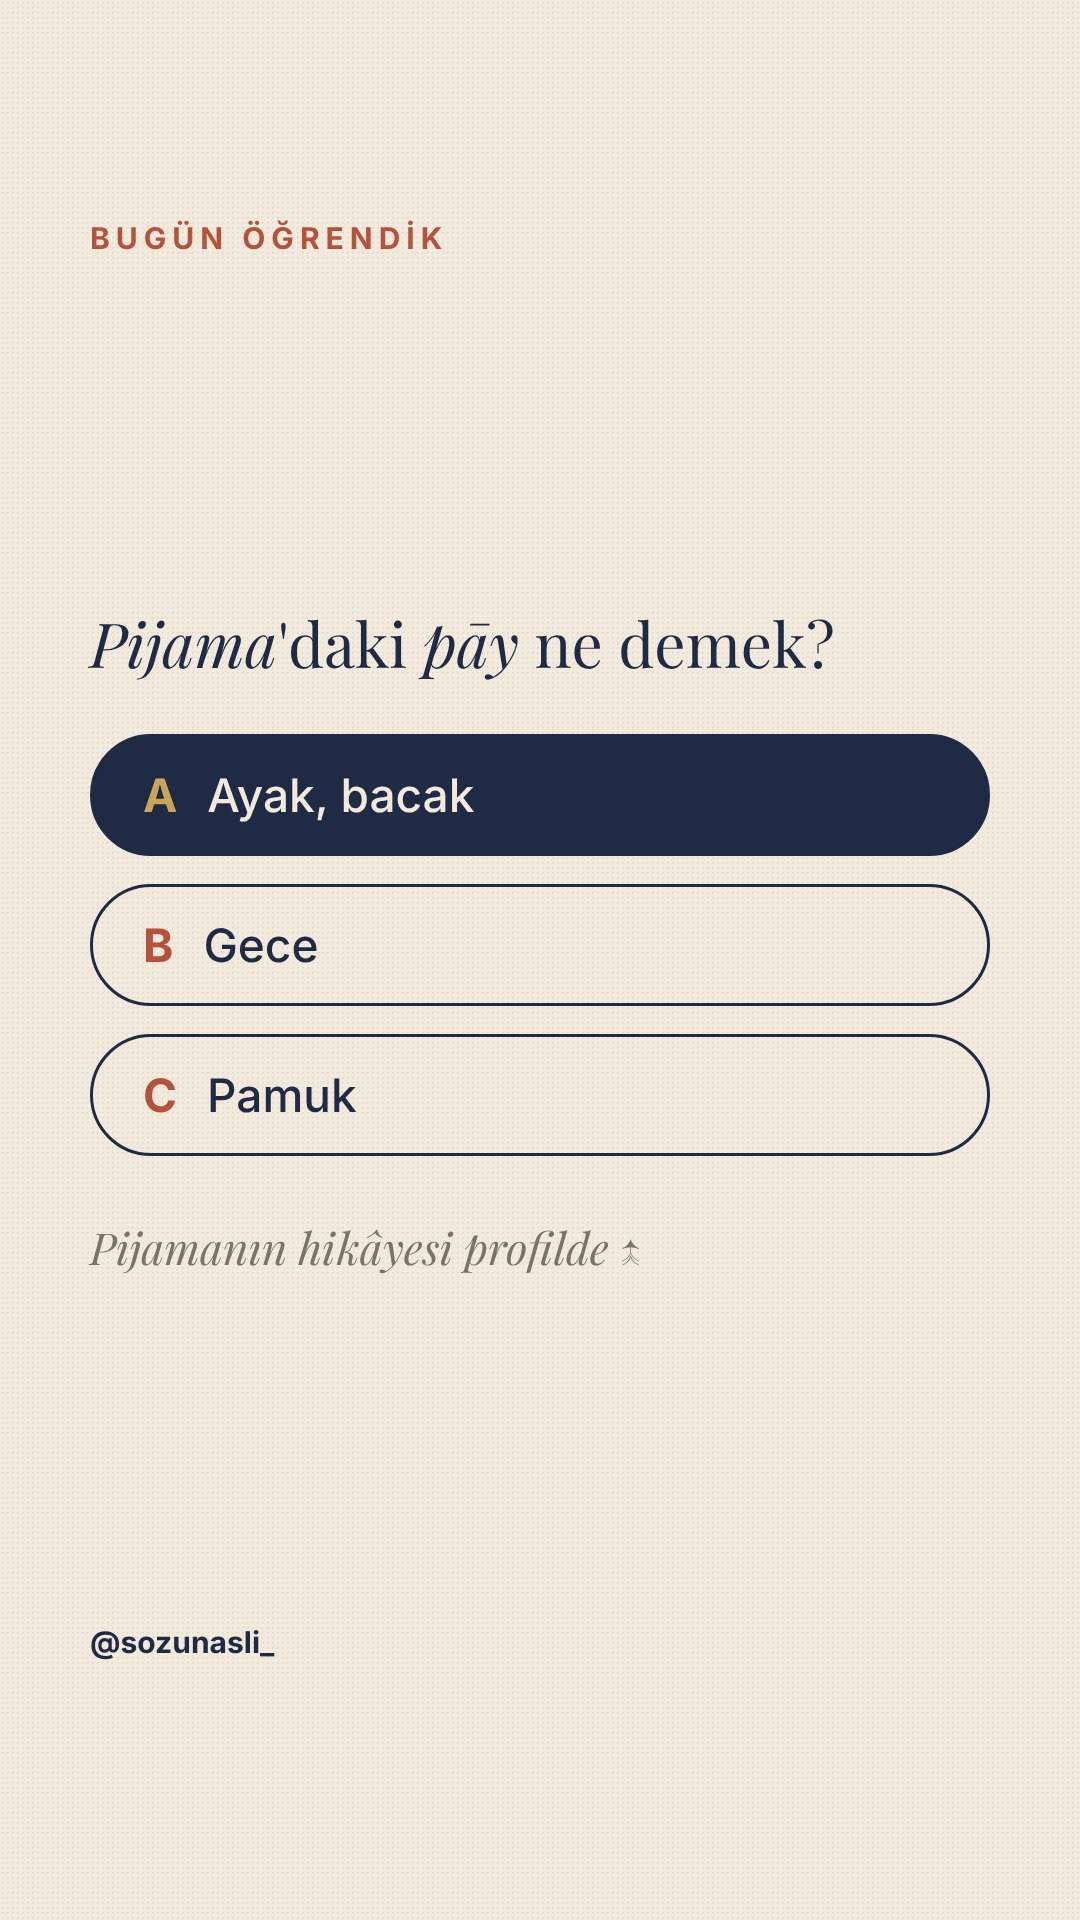 BUGÜN ÖĞRENDİK
Pijama'daki pāy ne demek?
A Ayak, bacak
B Gece
C Pamuk
Pijamanın hikâyesi profilde
@sozunasli_